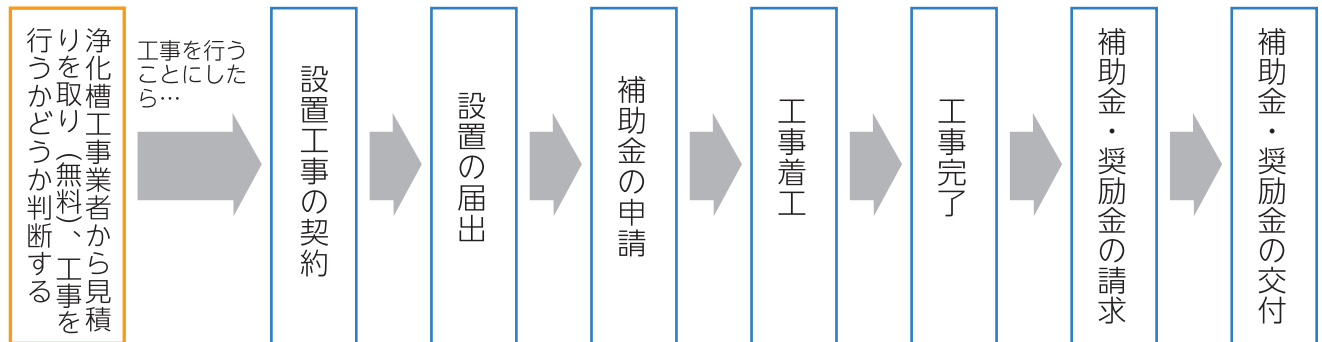 浄化槽工事業者から見積
りを取り（無料）、工事を
行うかどうか判断する
工事を行う
ことにした
ら…
設置工事の契約
設置の届出
補助金の申請
工事着工
工事完了
補助金・奨励金の請求
補助金・奨励金の交付